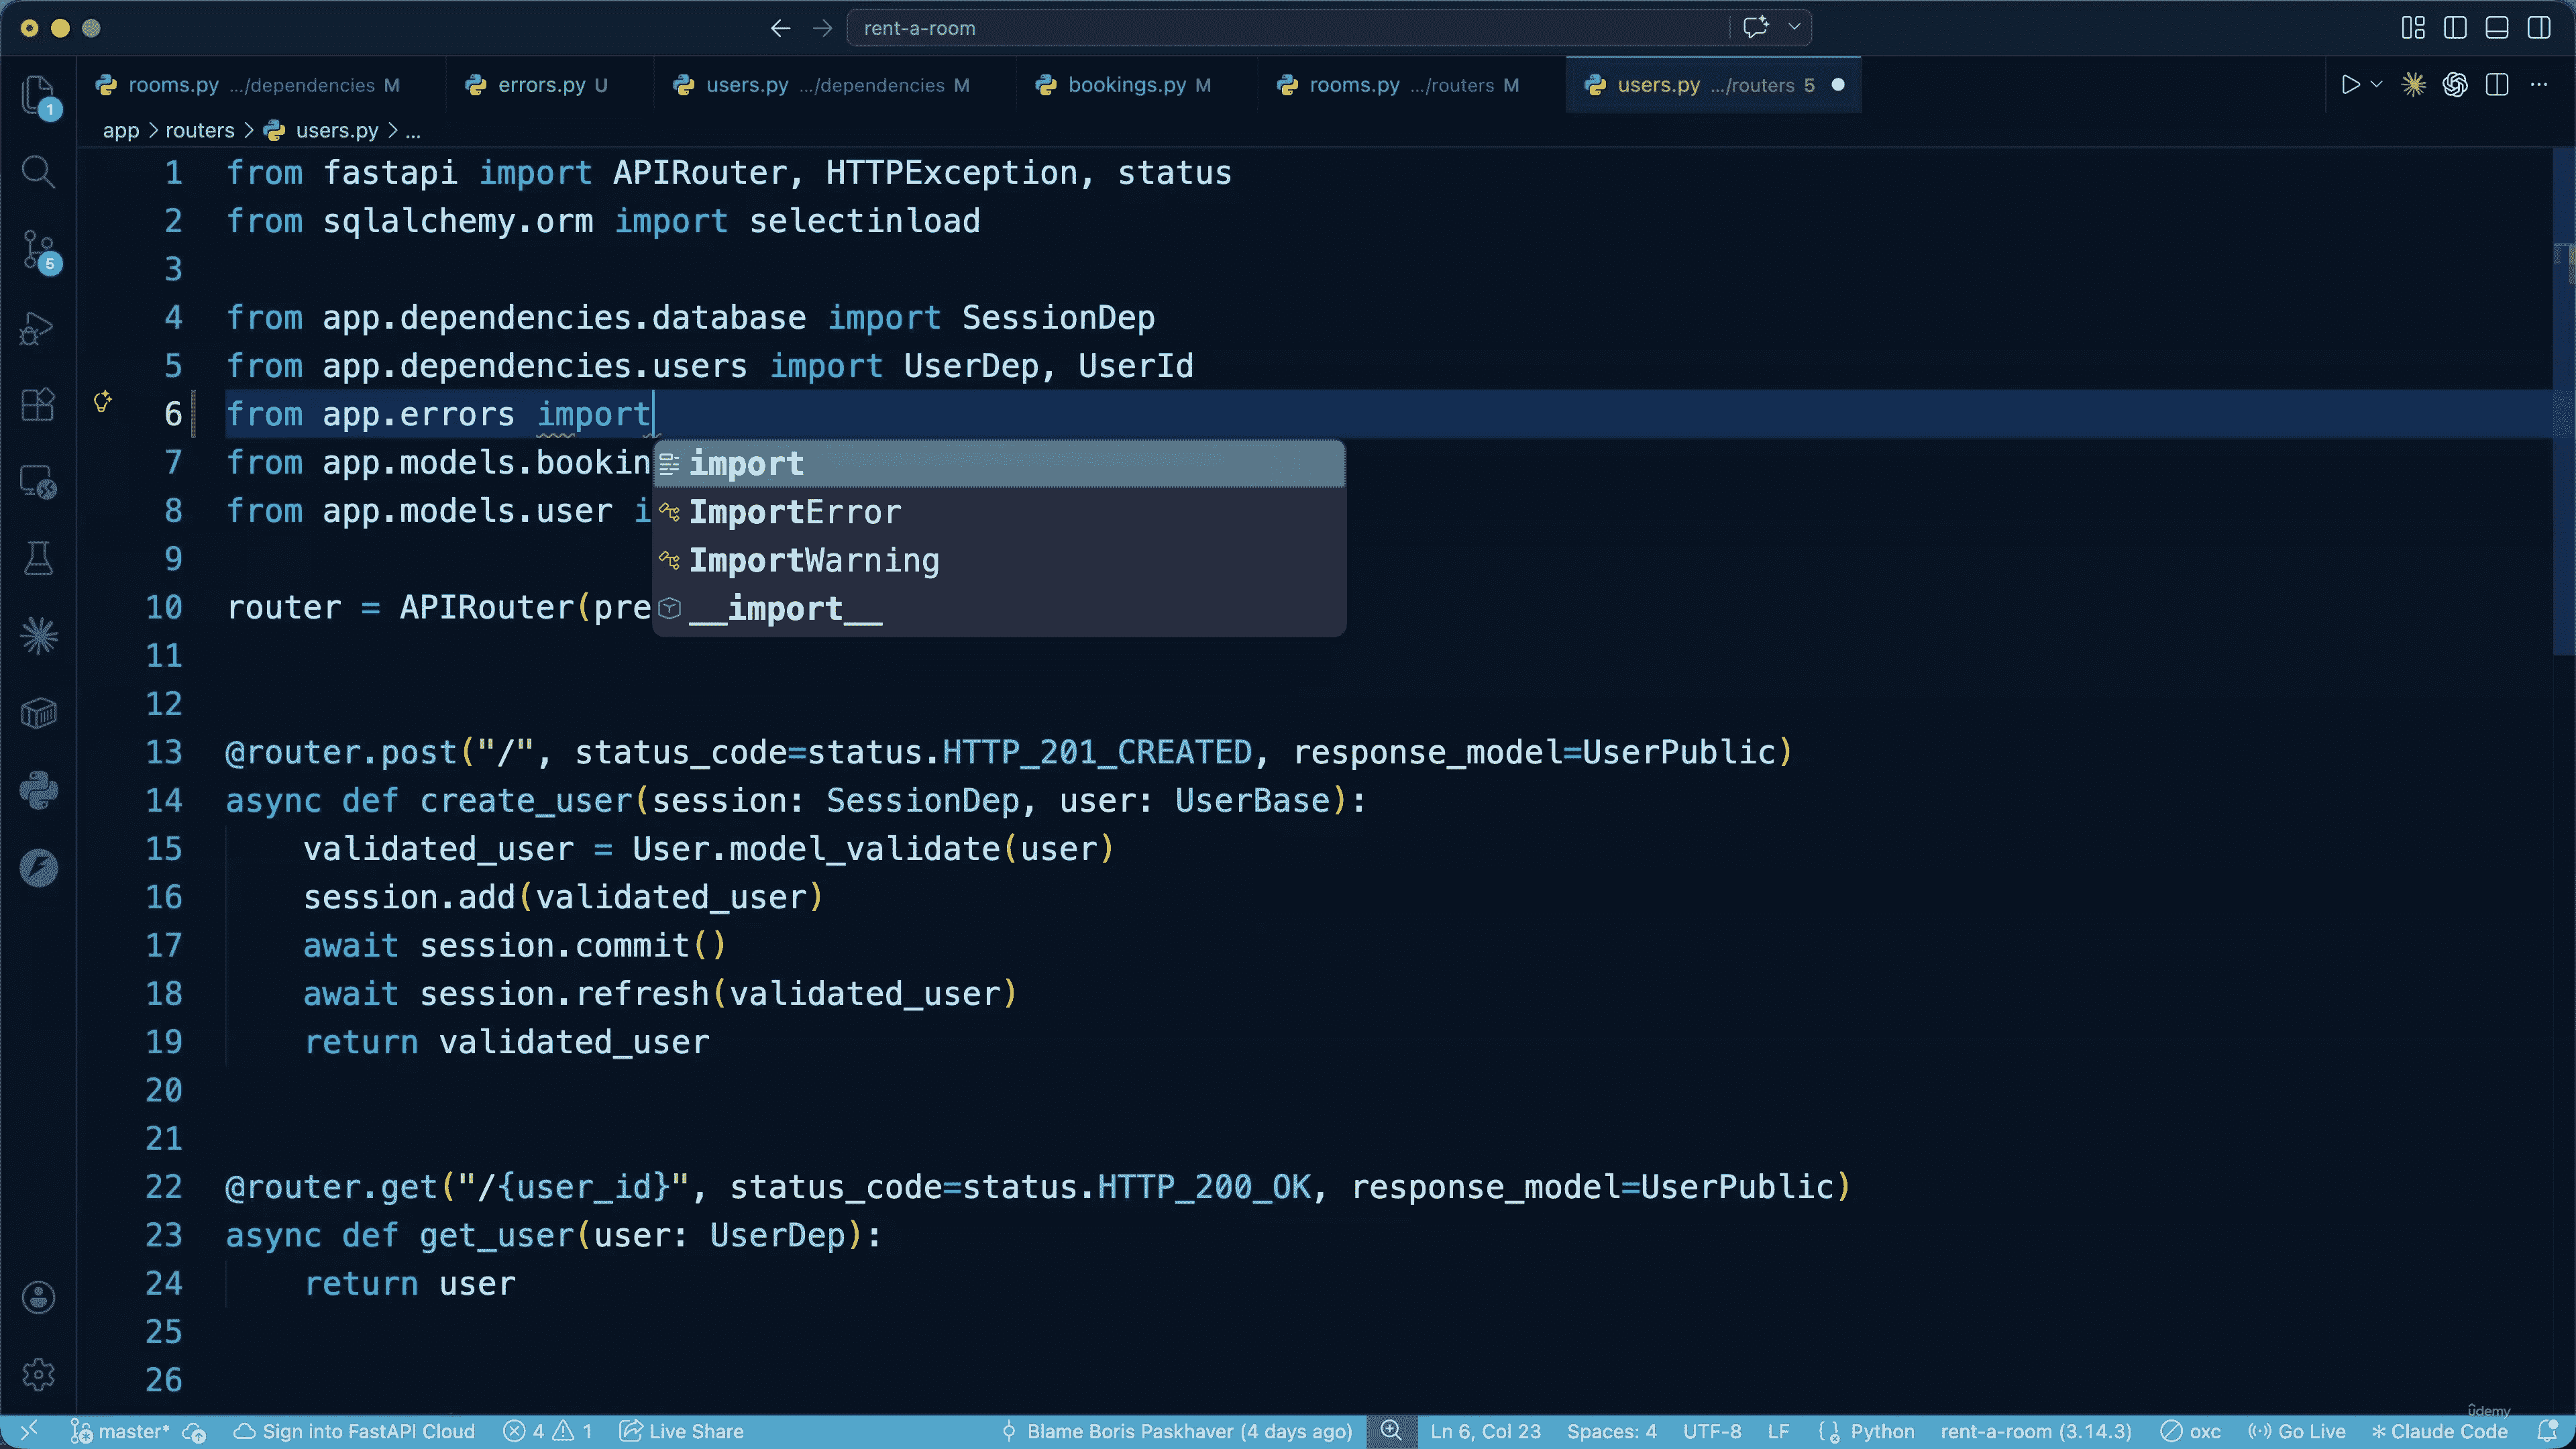 rent-a-room
rooms.py .../dependencies M
errors.py U
users.py .../dependencies M
bookings.py M
rooms.py .../routers M
users.py .../routers 5
1
app > routers > users.py > ...
5
1 from fastapi import APIRouter, HTTPException, status
2 from sqlalchemy.orm import selectinload
3
4 from app.dependencies.database import SessionDep
5 from app.dependencies.users import UserDep, UserId
6 from app.errors import
7 from app.models.bookin
8 from app.models.user i
import
ImportError
ImportWarning
__import__
9
10 router = APIRouter(pre
11
12
13 @router.post("/", status_code=status.HTTP_201_CREATED, response_model=UserPublic)
14 async def create_user(session: SessionDep, user: UserBase):
15 validated_user = User.model_validate(user)
16 session.add(validated_user)
17 await session.commit()
18 await session.refresh(validated_user)
19 return validated_user
20
21
22 @router.get("/{user_id}", status_code=status.HTTP_200_OK, response_model=UserPublic)
23 async def get_user(user: UserDep):
24 return user
25
26
udemy
master* Sign into FastAPI Cloud 4 1 Live Share Blame Boris Paskhaver (4 days ago) Ln 6, Col 23 Spaces: 4 UTF-8 LF Python rent-a-room (3.14.3) oxc Go Live Claude Code